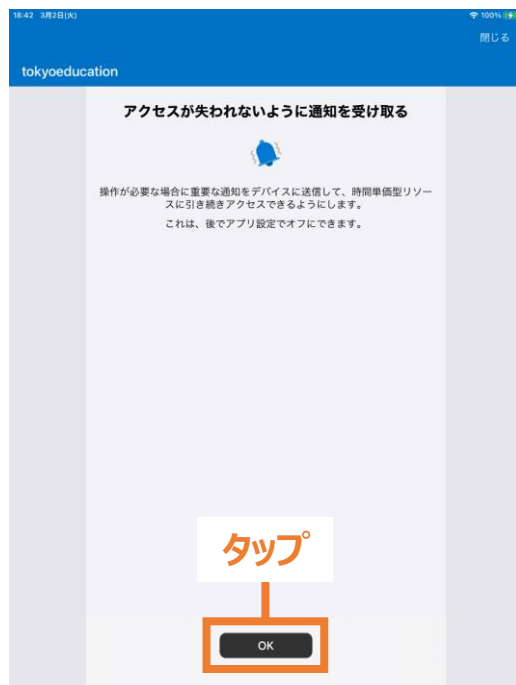 18:42 3月2日(火)
100%
閉じる
tokyoeducation
アクセスが失われないように通知を受け取る
操作が必要な場合に重要な通知をデバイスに送信して、時間単価型リソー
スに引き続きアクセスできるようにします。
これは、後でアプリ設定でオフにできます。
タップ
OK